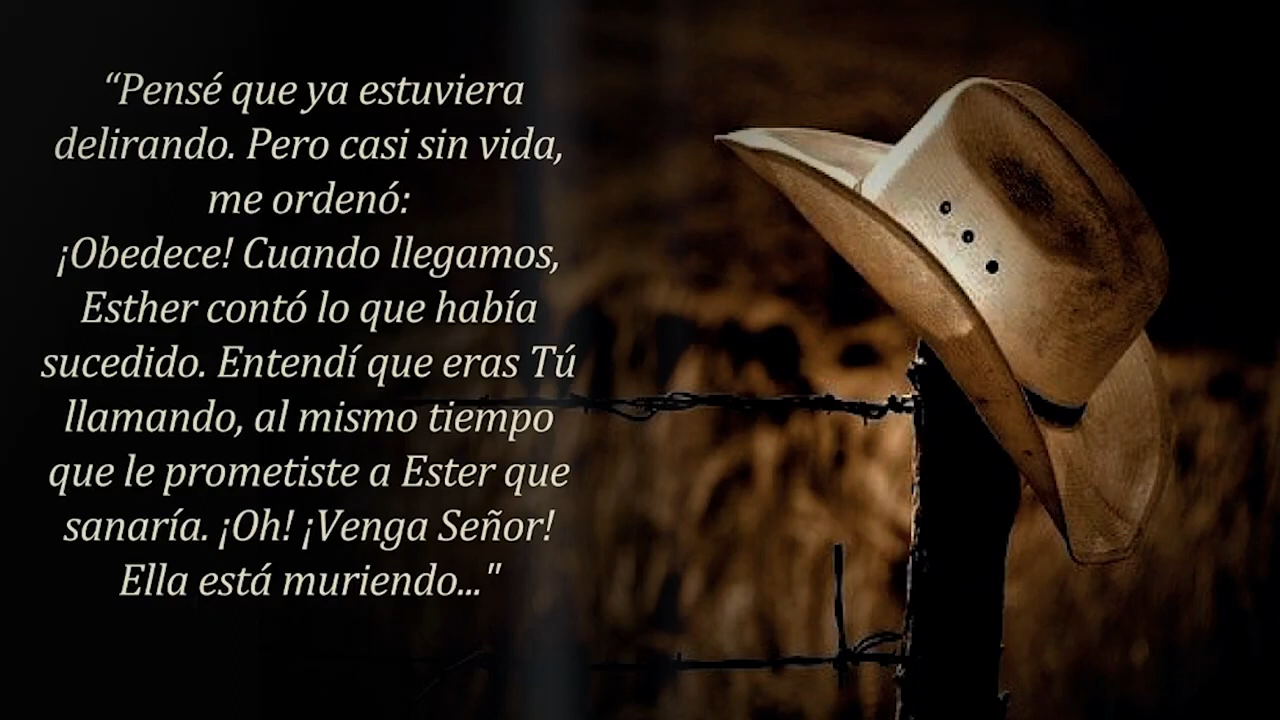 “Pensé que ya estuviera
delirando. Pero casi sin vida,
me ordenó:
¡Obedece! Cuando llegamos,
Esther contó lo que había
sucedido. Entendí que eras Tú
llamando, al mismo tiempo
que le prometiste a Ester que
sanaría. ¡Oh! ¡Venga Señor!
Ella está muriendo..."